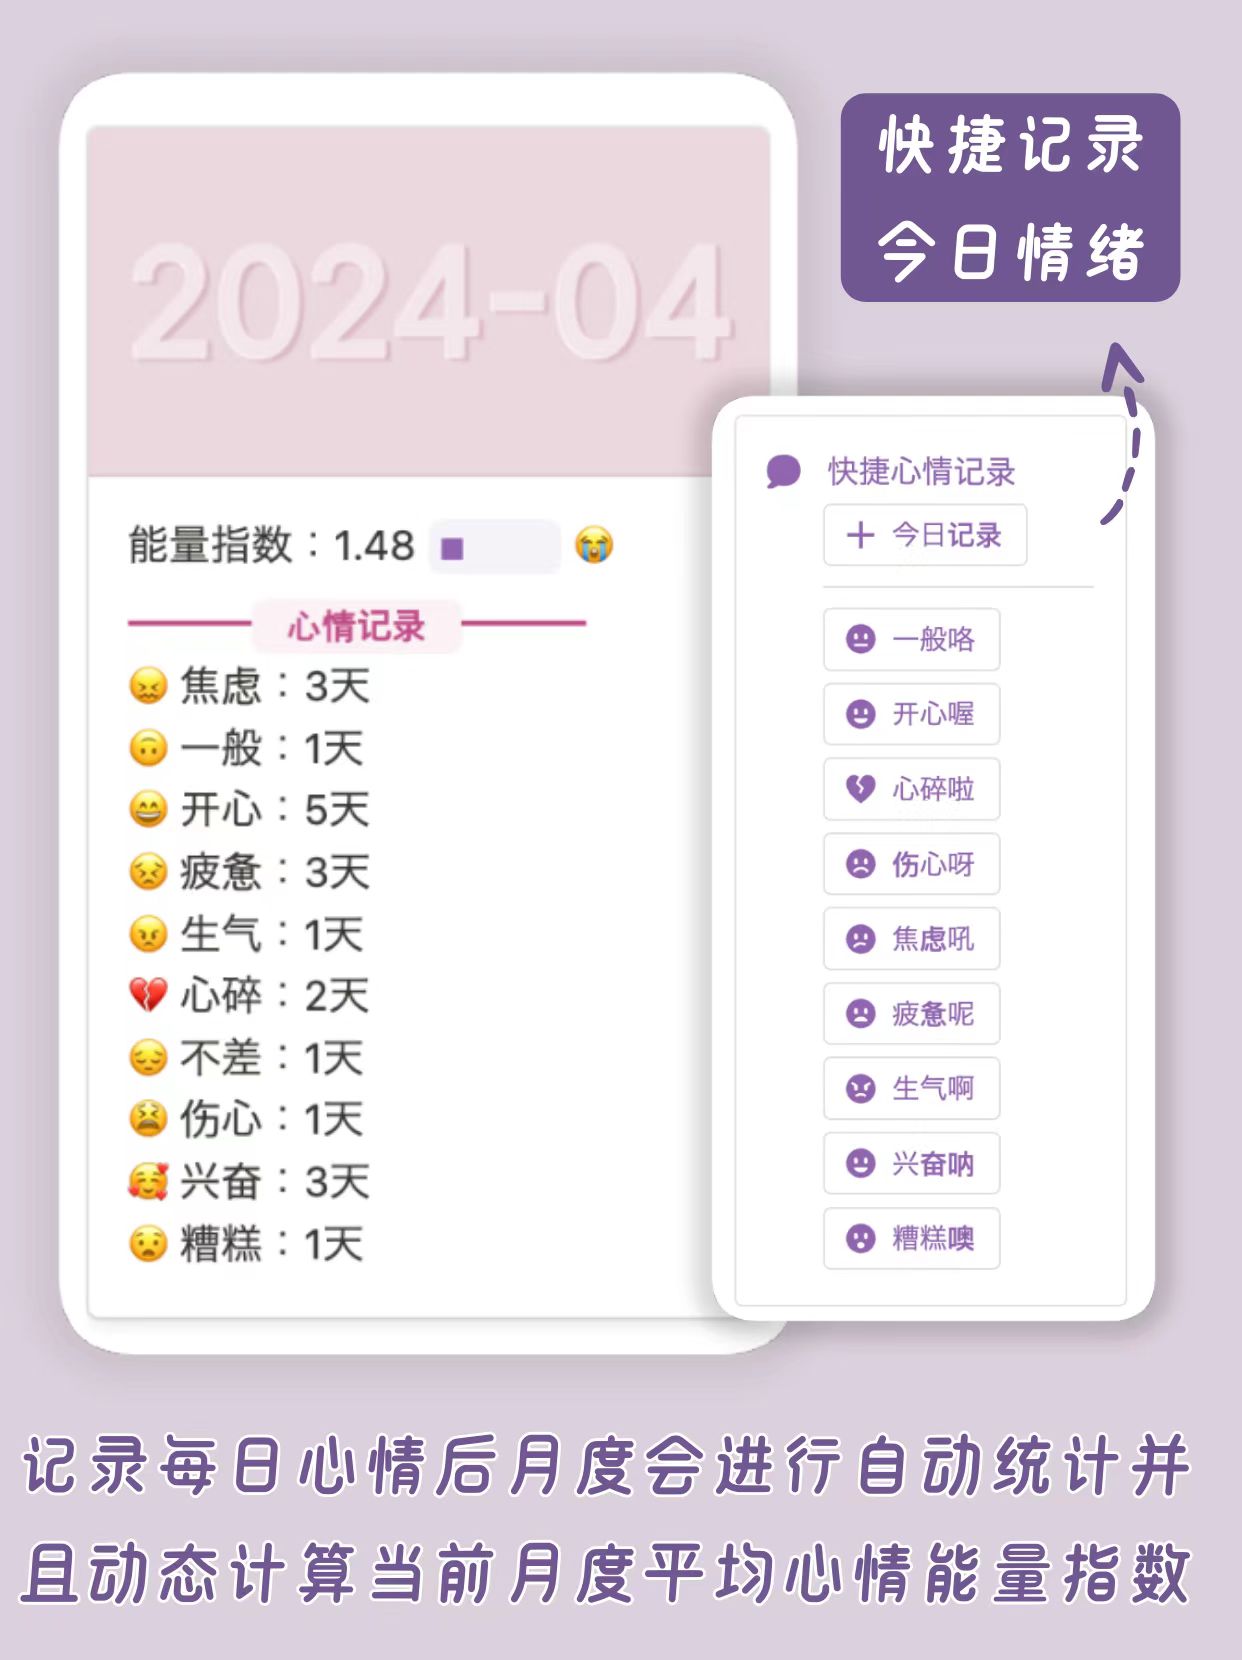 快捷记录
今日情绪
2024-04
能量指数：1.48 😭
心情记录
😖 焦虑：3天
🙃 一般：1天
😄 开心：5天
😣 疲惫：3天
😠 生气：1天
💔 心碎：2天
😔 不差：1天
😫 伤心：1天
🥰 兴奋：3天
😧 糟糕：1天
快捷心情记录
+ 今日记录
一般咯
开心喔
心碎啦
伤心呀
焦虑吼
疲惫呢
生气啊
兴奋呐
糟糕噢
记录每日心情后月度会进行自动统计并
且动态计算当前月度平均心情能量指数